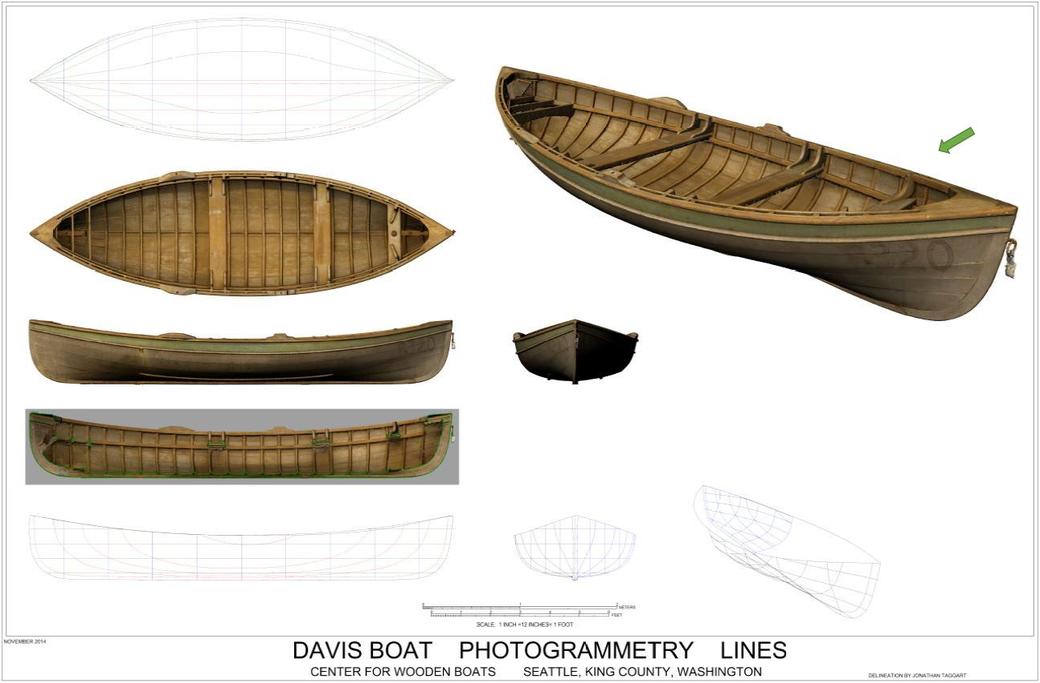 320
METERS
FEET
SCALE: 1 INCH =12 INCHES= 1 FOOT
NOVEMBER 2014
DAVIS BOAT PHOTOGRAMMETRY LINES
CENTER FOR WOODEN BOATS SEATTLE, KING COUNTY, WASHINGTON
DELINEATION BY JONATHAN TAGGART